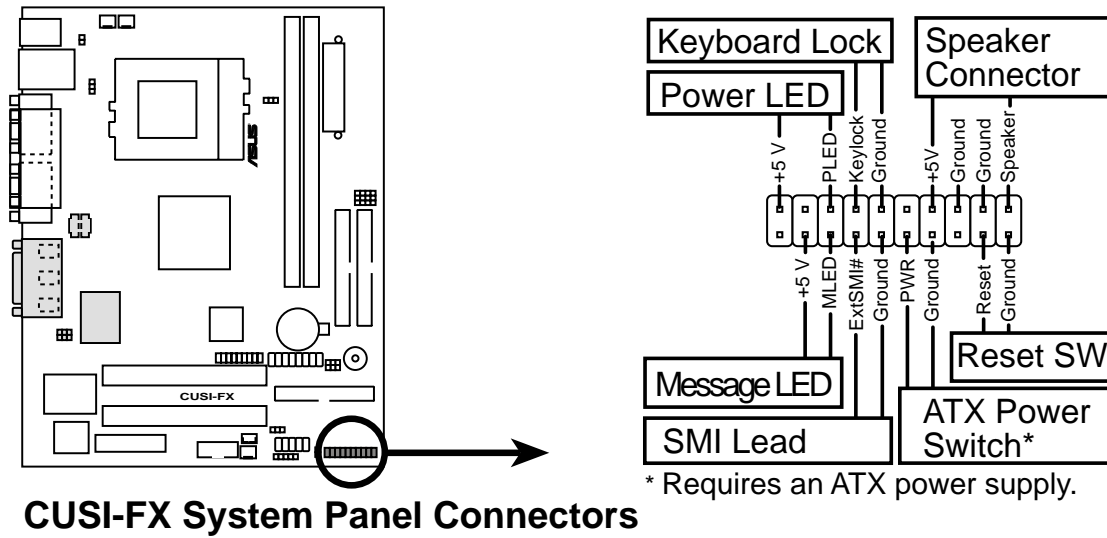 ASUS
CUSI-FX
Keyboard Lock
Speaker
Connector
Power LED
+5 V
PLED
Keylock
Ground
+5V
Ground
Ground
Speaker
+5 V
MLED
ExtSMI#
Ground
PWR
Ground
Reset
Ground
Reset SW
Message LED
SMI Lead
ATX Power
Switch*
* Requires an ATX power supply.
CUSI-FX System Panel Connectors